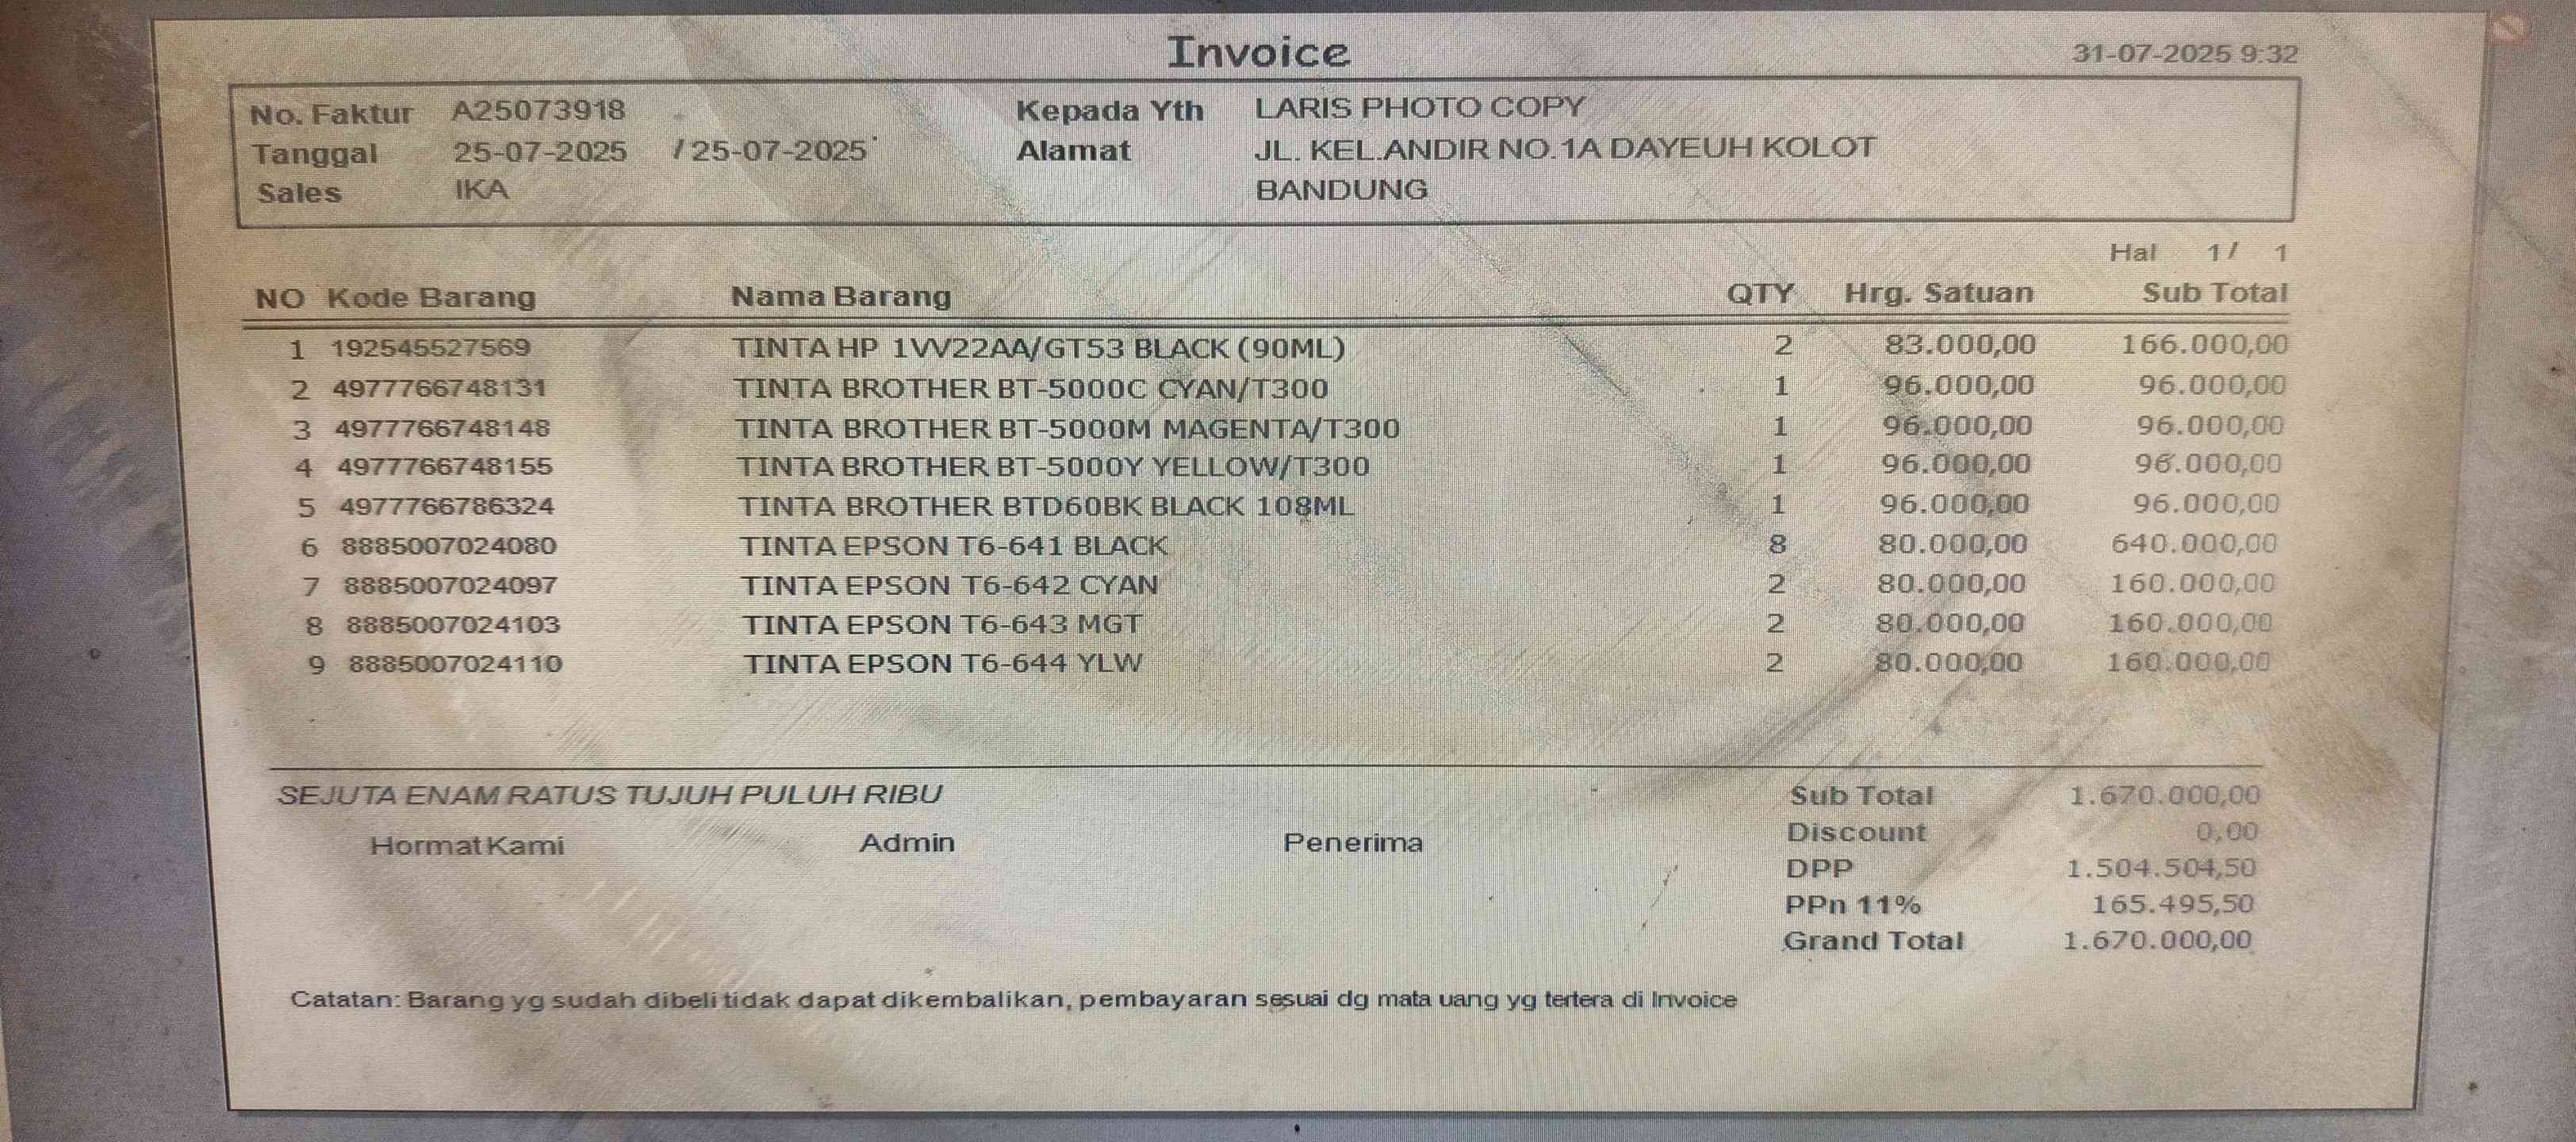 Invoice
31-07-2025 9:32
No. Faktur A25073918 Kepada Yth LARIS PHOTO COPY
Tanggal 25-07-2025 / 25-07-2025 Alamat JL. KEL.ANDIR NO.1A DAYEUH KOLOT
Sales IKA BANDUNG
Hal 1 / 1
NO Kode Barang Nama Barang QTY Hrg. Satuan Sub Total
1 192545527569 TINTA HP 1VV22AA/GT53 BLACK (90ML) 2 83.000,00 166.000,00
2 4977766748131 TINTA BROTHER BT-5000C CYAN/T300 1 96.000,00 96.000,00
3 4977766748148 TINTA BROTHER BT-5000M MAGENTA/T300 1 96.000,00 96.000,00
4 4977766748155 TINTA BROTHER BT-5000Y YELLOW/T300 1 96.000,00 96.000,00
5 4977766786324 TINTA BROTHER BTD60BK BLACK 108ML 1 96.000,00 96.000,00
6 8885007024080 TINTA EPSON T6-641 BLACK 8 80.000,00 640.000,00
7 8885007024097 TINTA EPSON T6-642 CYAN 2 80.000,00 160.000,00
8 8885007024103 TINTA EPSON T6-643 MGT 2 80.000,00 160.000,00
9 8885007024110 TINTA EPSON T6-644 YLW 2 80.000,00 160.000,00
SEJUTA ENAM RATUS TUJUH PULUH RIBU
Hormat Kami Admin Penerima
Sub Total 1.670.000,00
Discount 0,00
DPP 1.504.504,50
PPn 11% 165.495,50
Grand Total 1.670.000,00
Catatan: Barang yg sudah dibeli tidak dapat dikembalikan, pembayaran sesuai dg mata uang yg tertera di Invoice